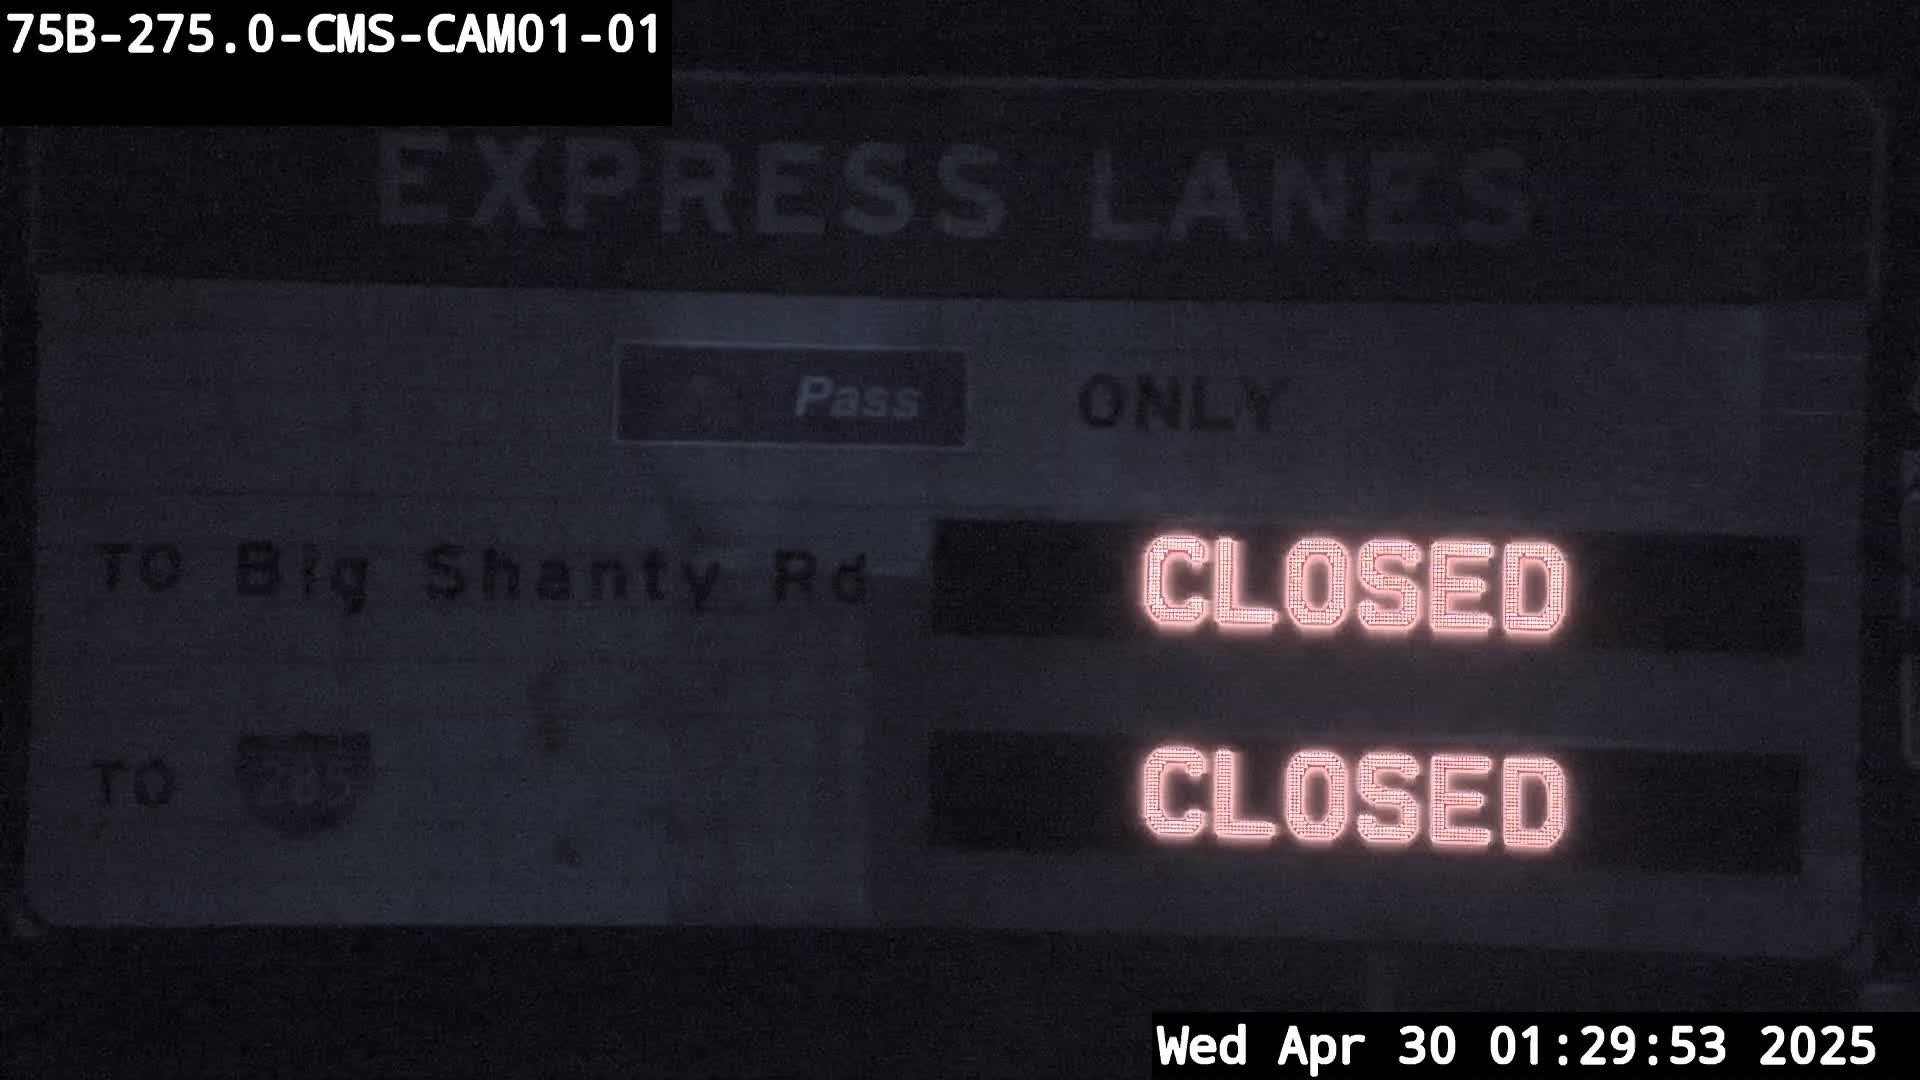 75B-275.0-CMS-CAM01-01
EXPRESS LANES
Pass ONLY
TO Big Shanty Rd CLOSED
TO 285 CLOSED
Wed Apr 30 01:29:53 2025